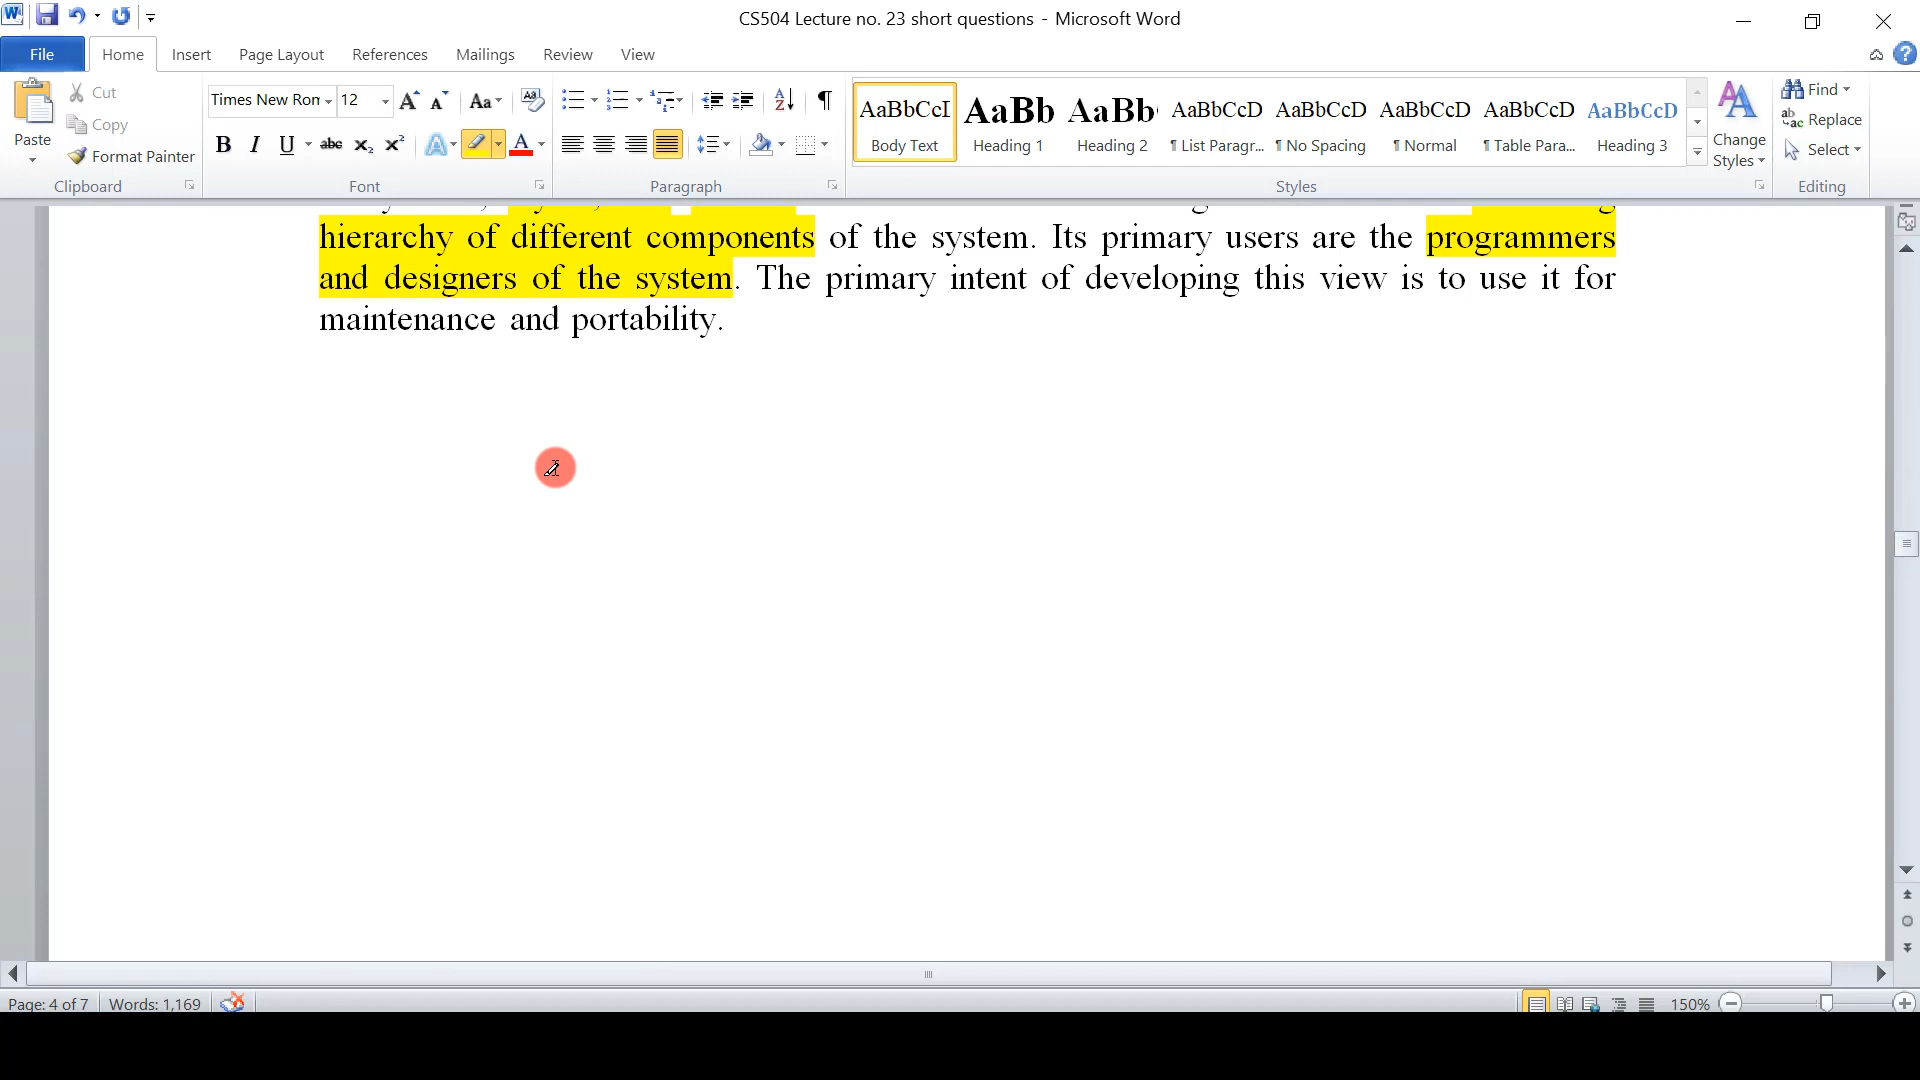 CS504 Lecture no. 23 short questions - Microsoft Word
File Home Insert Page Layout References Mailings Review View
Paste
Cut
Copy
Format Painter
Clipboard
Times New Ron 12
Aa
B I U abc X₂ X²
Font
Paragraph
AaBbCcI AaBb AaBb AaBbCcD AaBbCcD AaBbCcD AaBbCcD AaBbCcD
Body Text Heading 1 Heading 2 ¶ List Paragr... ¶ No Spacing ¶ Normal ¶ Table Para... Heading 3
Styles
Change
Styles
Find
Replace
Select
Editing
hierarchy of different components of the system. Its primary users are the programmers
and designers of the system. The primary intent of developing this view is to use it for
maintenance and portability.
Page: 4 of 7 Words: 1,169 150%